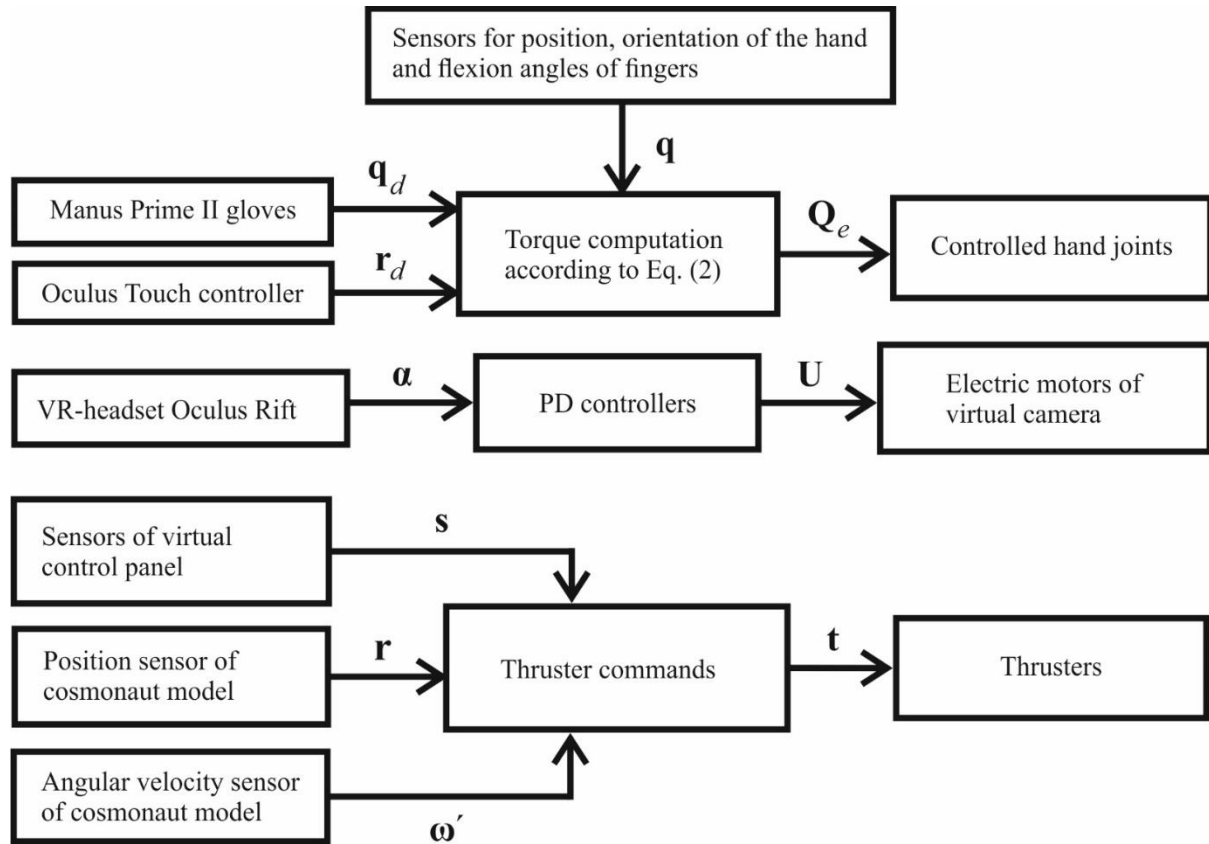 Sensors for position, orientation of the hand
and flexion angles of fingers
q
q_d
Manus Prime II gloves
r_d
Oculus Touch controller
Torque computation
according to Eq. (2)
Q_e
Controlled hand joints
VR-headset Oculus Rift
α
PD controllers
U
Electric motors of
virtual camera
Sensors of virtual
control panel
s
Position sensor of
cosmonaut model
r
Thruster commands
t
Thrusters
Angular velocity sensor
of cosmonaut model
ω′